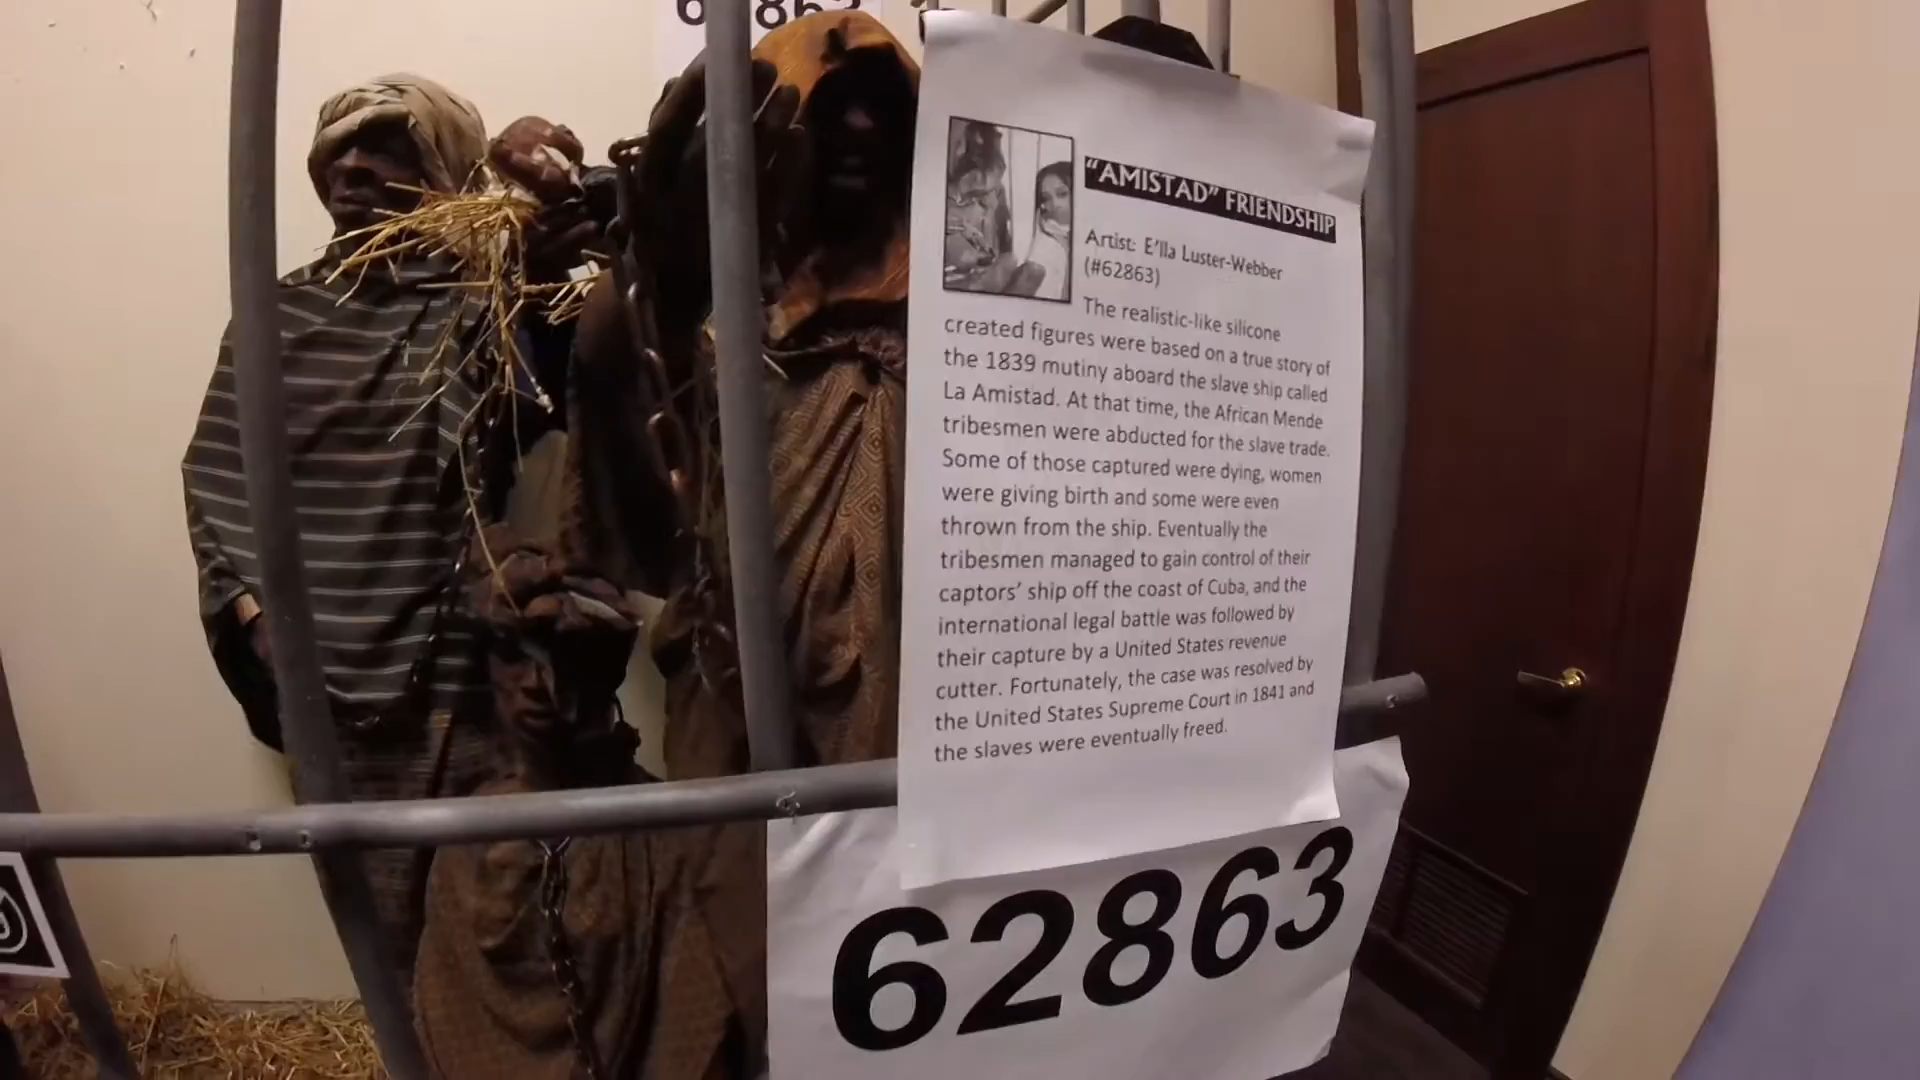 "AMISTAD" FRIENDSHIP
Artist: E'lla Luster-Webber
(#62863)
The realistic-like silicone
created figures were based on a true story of
the 1839 mutiny aboard the slave ship called
La Amistad. At that time, the African Mende
tribesmen were abducted for the slave trade.
Some of those captured were dying, women
were giving birth and some were even
thrown from the ship. Eventually the
tribesmen managed to gain control of their
captors' ship off the coast of Cuba, and the
international legal battle was followed by
their capture by a United States revenue
cutter. Fortunately, the case was resolved by
the United States Supreme Court in 1841 and
the slaves were eventually freed.
62863